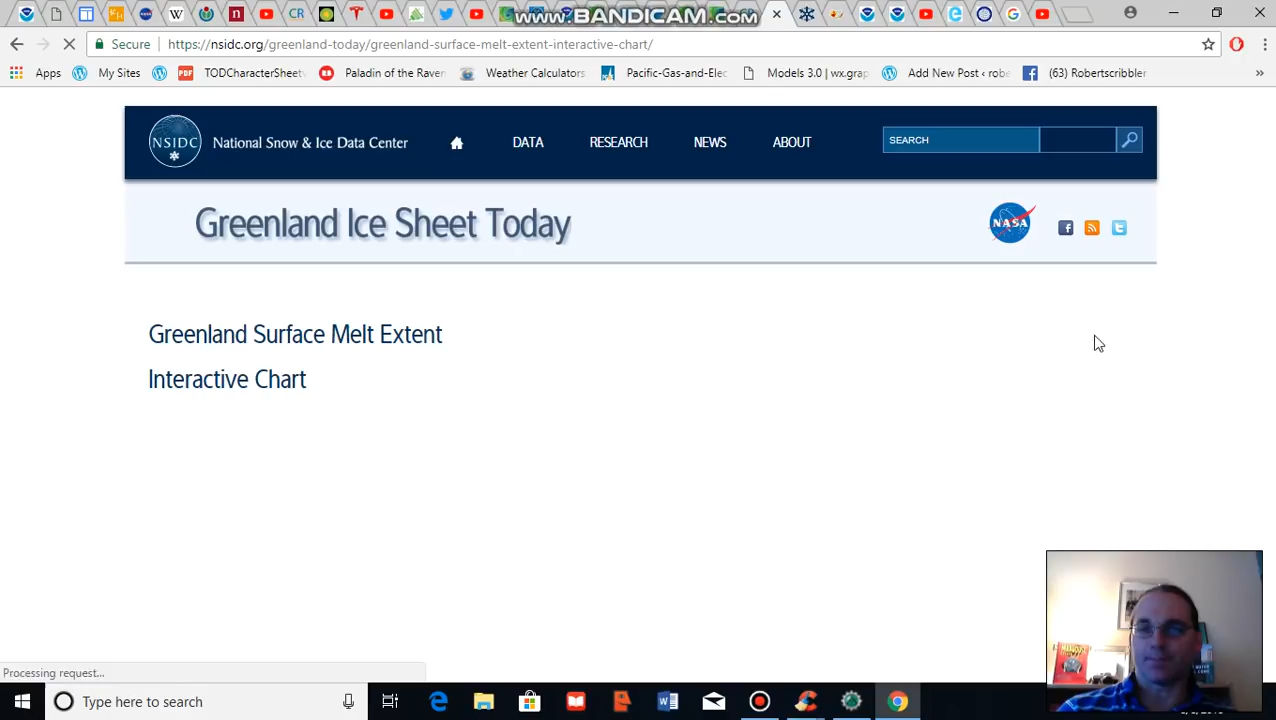 www.BANDICAM.com
Secure https://nsidc.org/greenland-today/greenland-surface-melt-extent-interactive-chart/
Apps My Sites TODCharacterSheet Paladin of the Raven Weather Calculators Pacific-Gas-and-Elec Models 3.0 | wx.grap Add New Post ‹ robe (63) Robertscribbler »
NSIDC National Snow & Ice Data Center DATA RESEARCH NEWS ABOUT SEARCH
Greenland Ice Sheet Today NASA
Greenland Surface Melt Extent
Interactive Chart
Processing request...
Type here to search